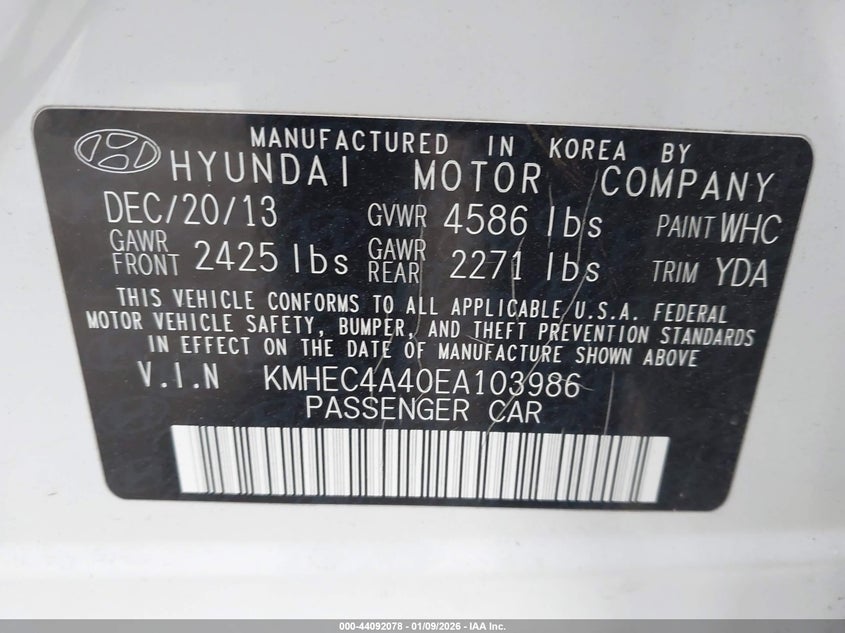 MANUFACTURED IN KOREA BY
HYUNDAI MOTOR COMPANY
DEC/20/13 GVWR 4586 lbs PAINT WHC
GAWR FRONT 2425 lbs GAWR REAR 2271 lbs TRIM YDA
THIS VEHICLE CONFORMS TO ALL APPLICABLE U.S.A. FEDERAL
MOTOR VEHICLE SAFETY, BUMPER, AND THEFT PREVENTION STANDARDS
IN EFFECT ON THE DATE OF MANUFACTURE SHOWN ABOVE
V.I.N KMHEC4A40EA103986
PASSENGER CAR
000-44092078 - 01/09/2026 - IAA Inc.